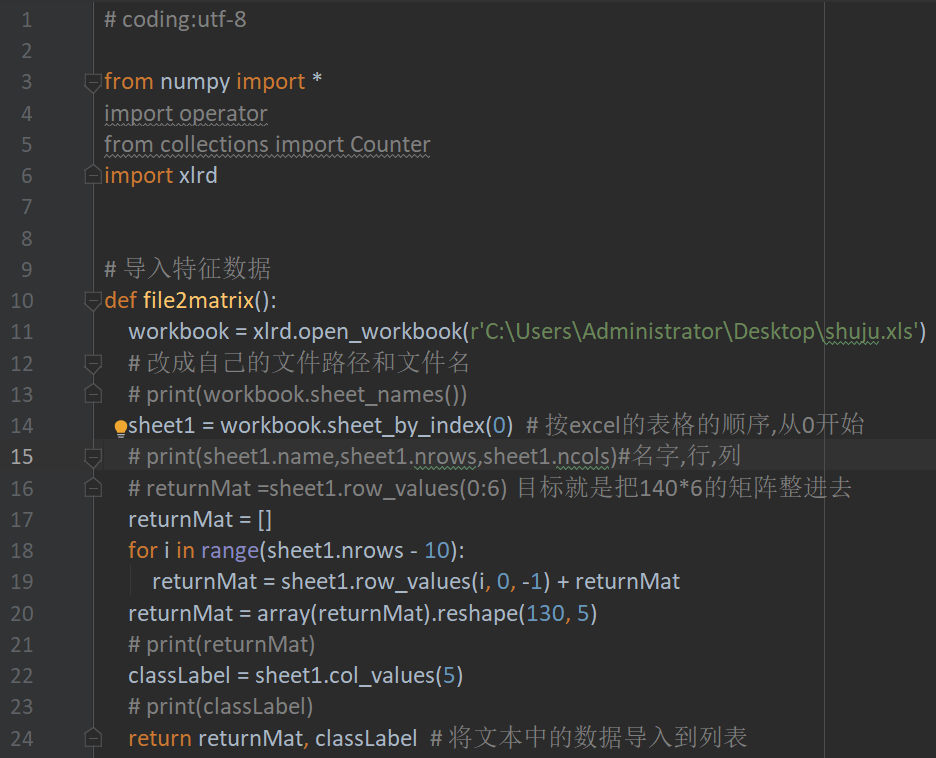 1 # coding:utf-8
2
3 from numpy import *
4 import operator
5 from collections import Counter
6 import xlrd
7
8
9 # 导入特征数据
10 def file2matrix():
11 workbook = xlrd.open_workbook(r'C:\Users\Administrator\Desktop\shuju.xls')
12 # 改成自己的文件路径和文件名
13 # print(workbook.sheet_names())
14 sheet1 = workbook.sheet_by_index(0) # 按excel的表格的顺序,从0开始
15 # print(sheet1.name,sheet1.nrows,sheet1.ncols)#名字,行,列
16 # returnMat =sheet1.row_values(0:6) 目标就是把140*6的矩阵整进去
17 returnMat = []
18 for i in range(sheet1.nrows - 10):
19 returnMat = sheet1.row_values(i, 0, -1) + returnMat
20 returnMat = array(returnMat).reshape(130, 5)
21 # print(returnMat)
22 classLabel = sheet1.col_values(5)
23 # print(classLabel)
24 return returnMat, classLabel # 将文本中的数据导入到列表